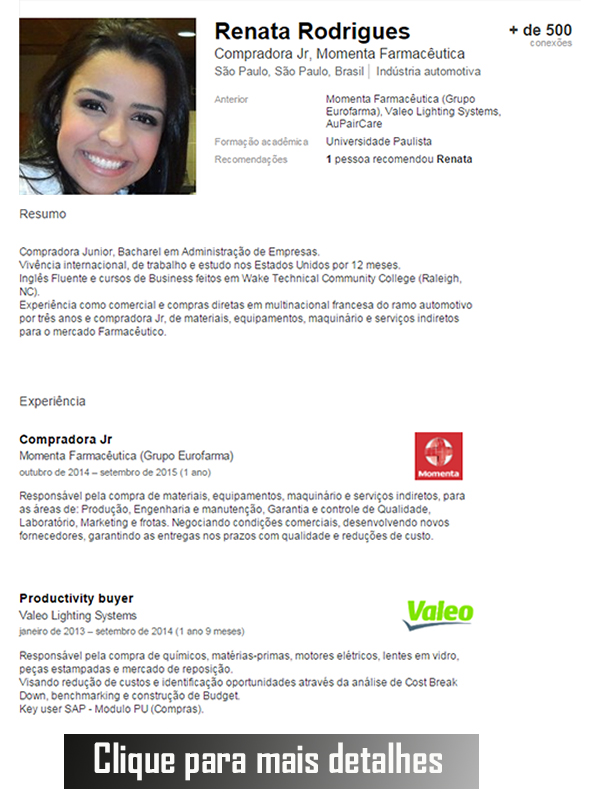 Renata Rodrigues
+ de 500
conexões
Compradora Jr, Momenta Farmacêutica
São Paulo, São Paulo, Brasil | Indústria automotiva
Anterior
Momenta Farmacêutica (Grupo
Eurofarma), Valeo Lighting Systems,
AuPairCare
Formação acadêmica
Universidade Paulista
Recomendações
1 pessoa recomendou Renata
Resumo
Compradora Junior, Bacharel em Administração de Empresas.
Vivência internacional, de trabalho e estudo nos Estados Unidos por 12 meses.
Inglês Fluente e cursos de Business feitos em Wake Technical Community College (Raleigh,
NC).
Experiência como comercial e compras diretas em multinacional francesa do ramo automotivo
por três anos e compradora Jr, de materiais, equipamentos, maquinário e serviços indiretos
para o mercado Farmacêutico.
Experiência
Compradora Jr
Momenta Farmacêutica (Grupo Eurofarma)
outubro de 2014 – setembro de 2015 (1 ano)
Momenta
Responsável pela compra de materiais, equipamentos, maquinário e serviços indiretos, para
as áreas de: Produção, Engenharia e manutenção, Garantia e controle de Qualidade,
Laboratório, Marketing e frotas. Negociando condições comerciais, desenvolvendo novos
fornecedores, garantindo as entregas nos prazos com qualidade e reduções de custo.
Productivity buyer
Valeo Lighting Systems
janeiro de 2013 – setembro de 2014 (1 ano 9 meses)
Valeo
Responsável pela compra de químicos, matérias-primas, motores elétricos, lentes em vidro,
peças estampadas e mercado de reposição.
Visando redução de custos e identificação oportunidades através da análise de Cost Break
Down, benchmarking e construção de Budget.
Key user SAP - Modulo PU (Compras).
Clique para mais detalhes